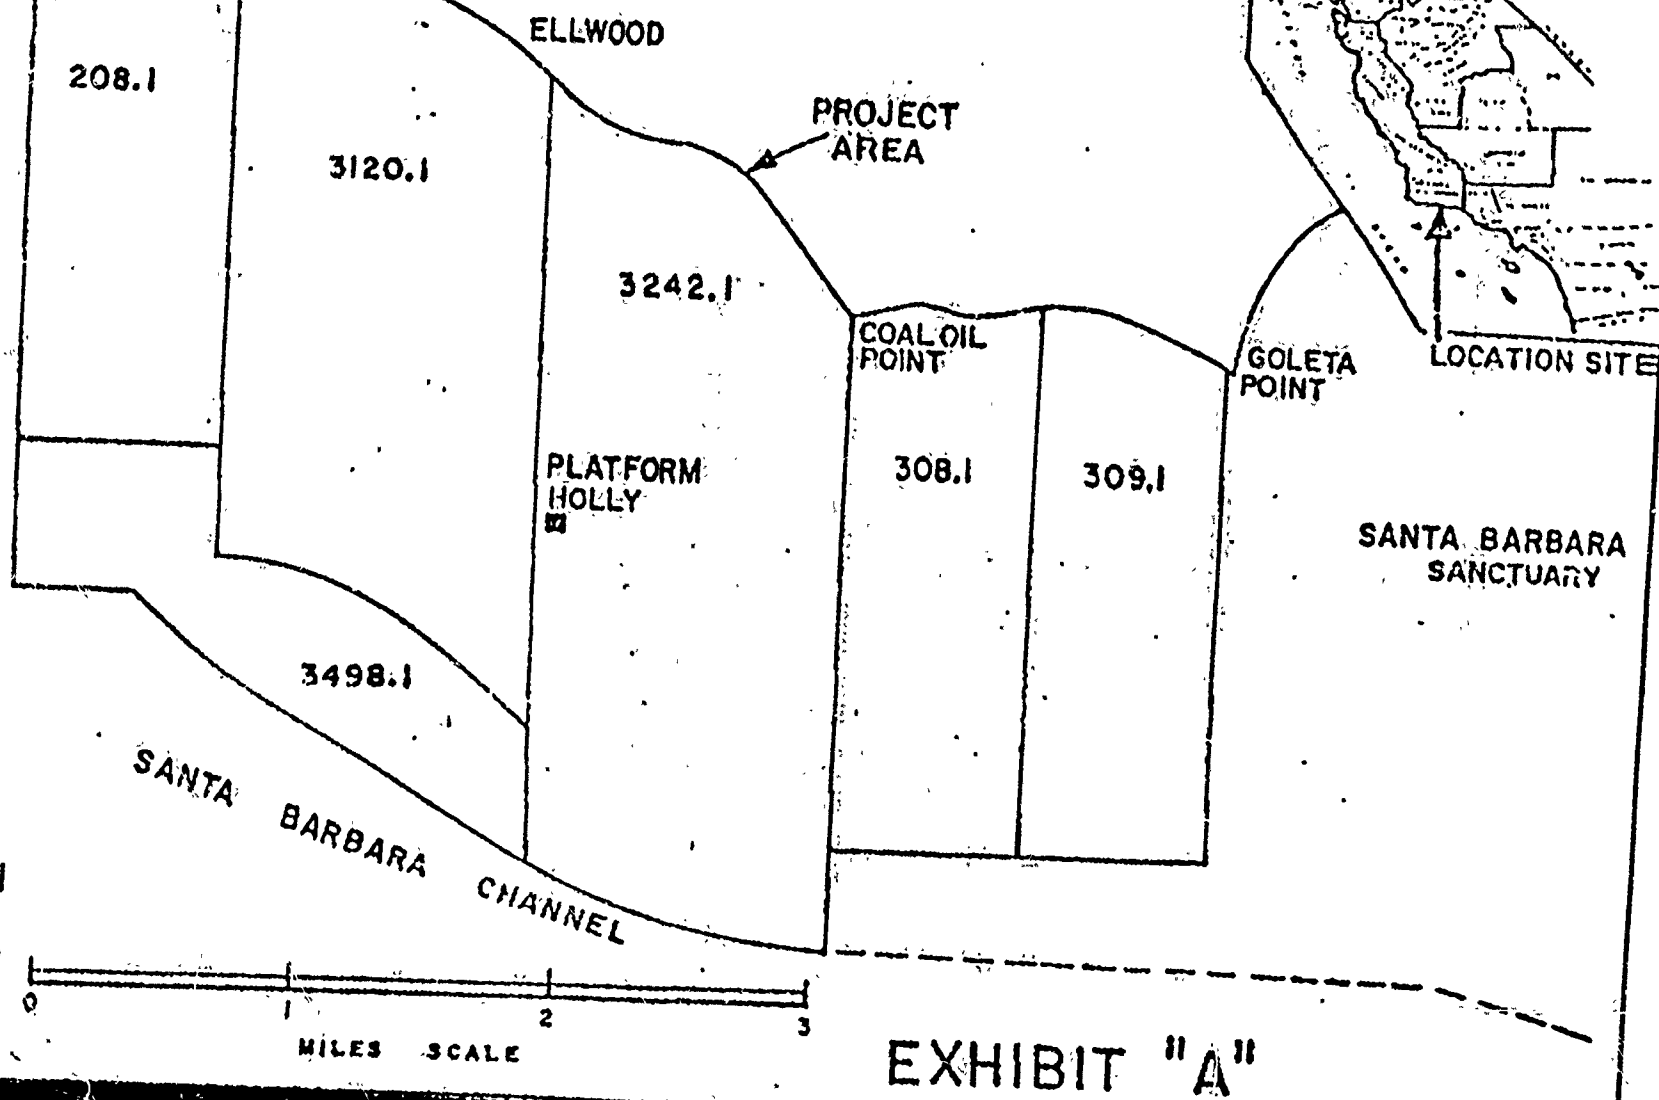 ELLWOOD
208.1
PROJECT
AREA
3120.1
3242.1
COAL OIL
POINT
GOLETA
POINT
LOCATION SITE
PLATFORM
HOLLY
308.1
309.1
SANTA BARBARA
SANCTUARY
3498.1
SANTA BARBARA CHANNEL
0 1 2 3
MILES SCALE
EXHIBIT "A"